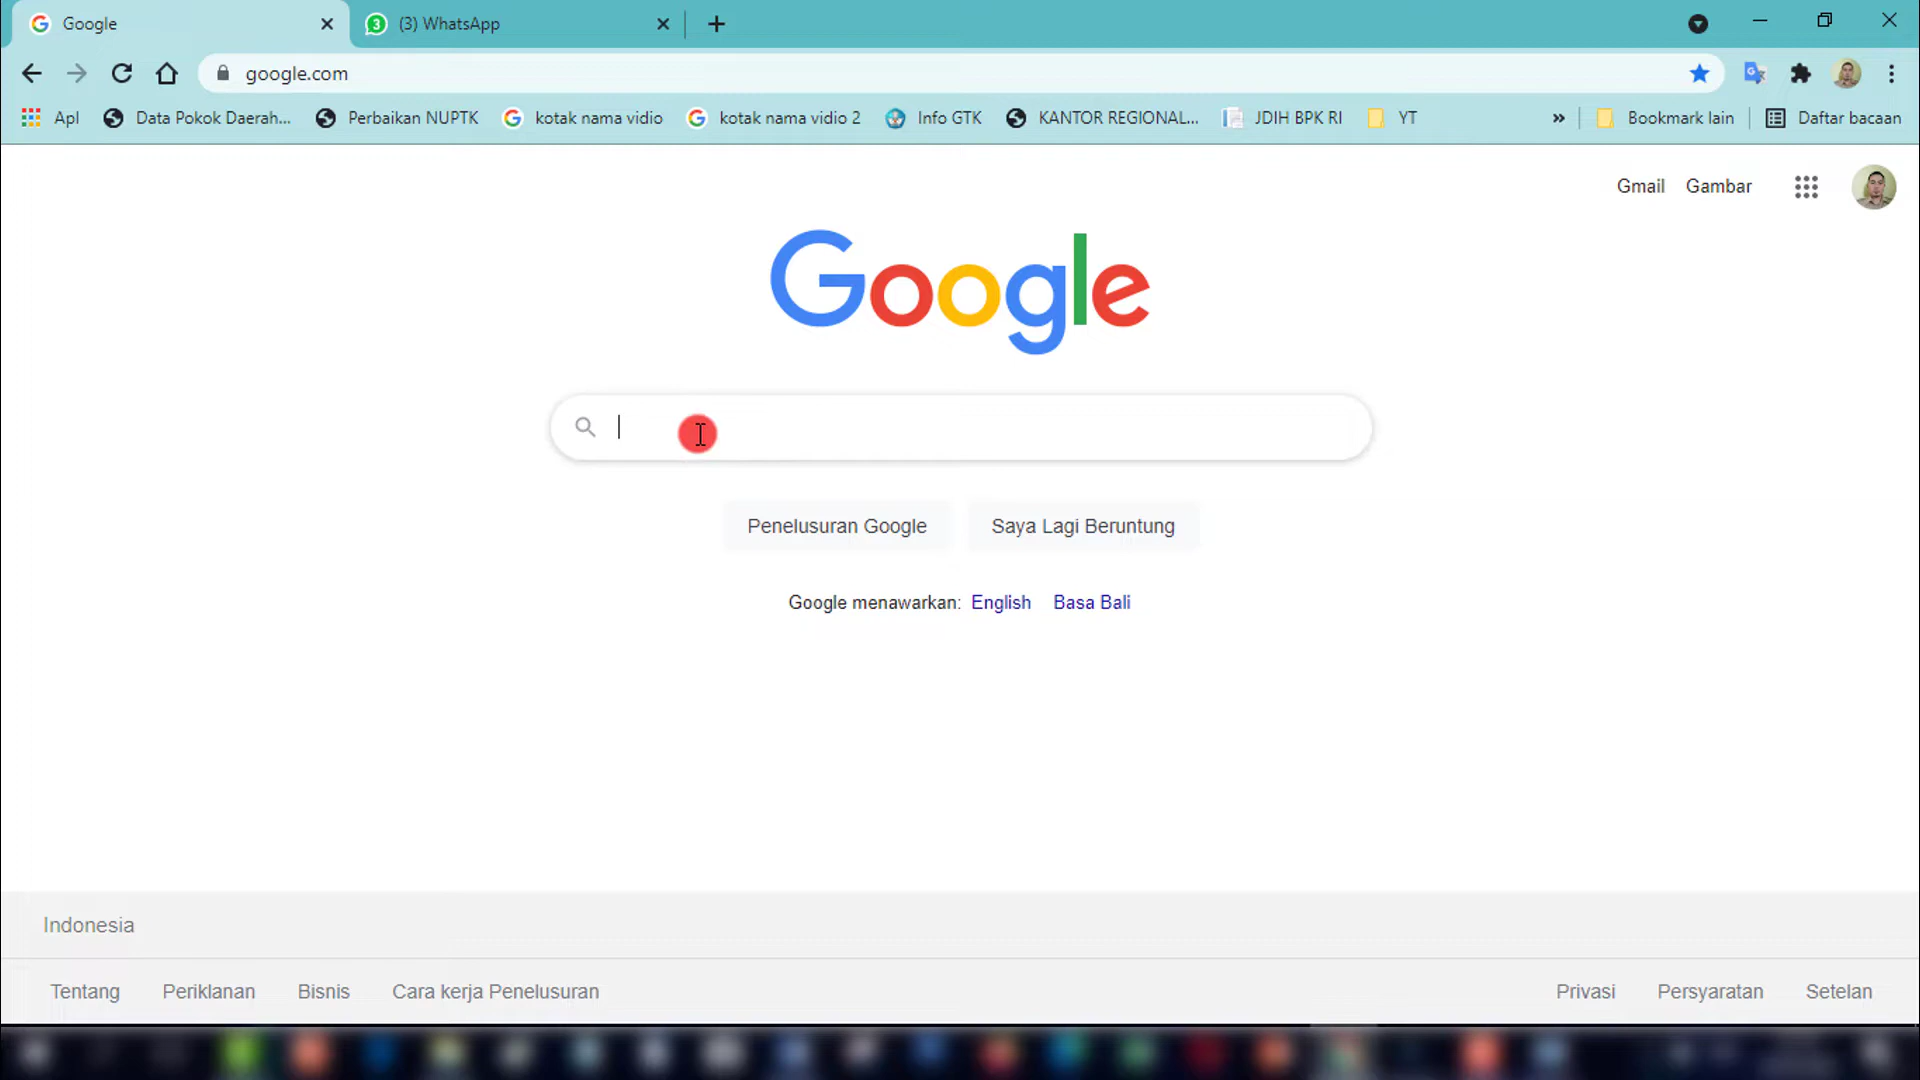 Google
(3) WhatsApp
google.com
Apl
Data Pokok Daerah...
Perbaikan NUPTK
kotak nama vidio
kotak nama vidio 2
Info GTK
KANTOR REGIONAL...
JDIH BPK RI
YT
»
Bookmark lain
Daftar bacaan
Gmail
Gambar
Google
Penelusuran Google
Saya Lagi Beruntung
Google menawarkan: English Basa Bali
Indonesia
Tentang
Periklanan
Bisnis
Cara kerja Penelusuran
Privasi
Persyaratan
Setelan